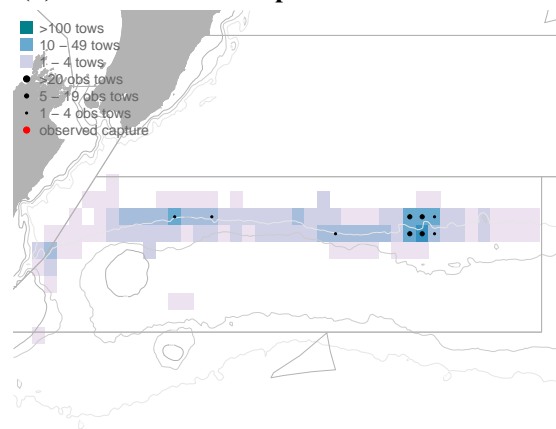 >100 tows
10 – 49 tows
1 – 4 tows
>20 obs tows
5 – 19 obs tows
1 – 4 obs tows
observed capture